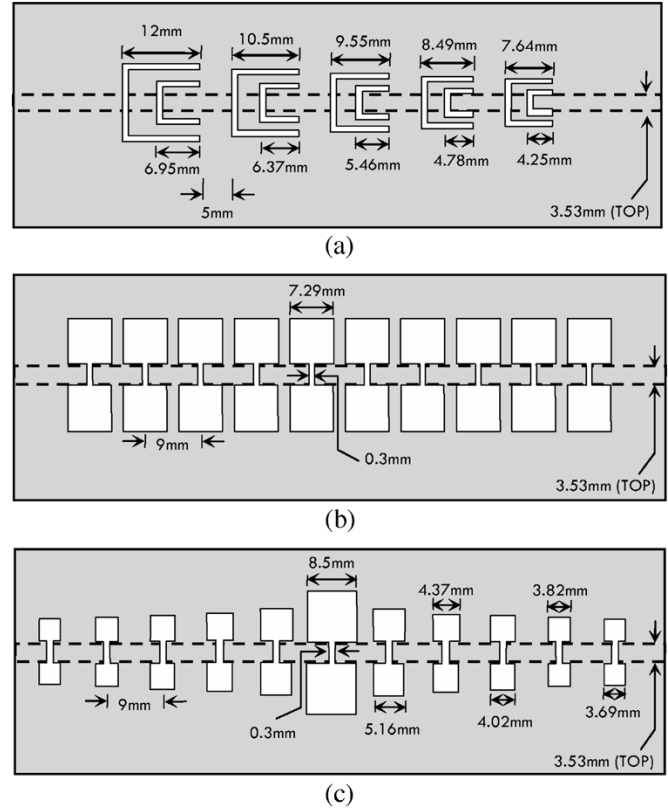 12mm
10.5mm
9.55mm
8.49mm
7.64mm
6.95mm
6.37mm
5.46mm
4.78mm
4.25mm
5mm
3.53mm (TOP)
(a)
7.29mm
9mm
0.3mm
3.53mm (TOP)
(b)
8.5mm
4.37mm
3.82mm
9mm
0.3mm
5.16mm
4.02mm
3.69mm
3.53mm (TOP)
(c)